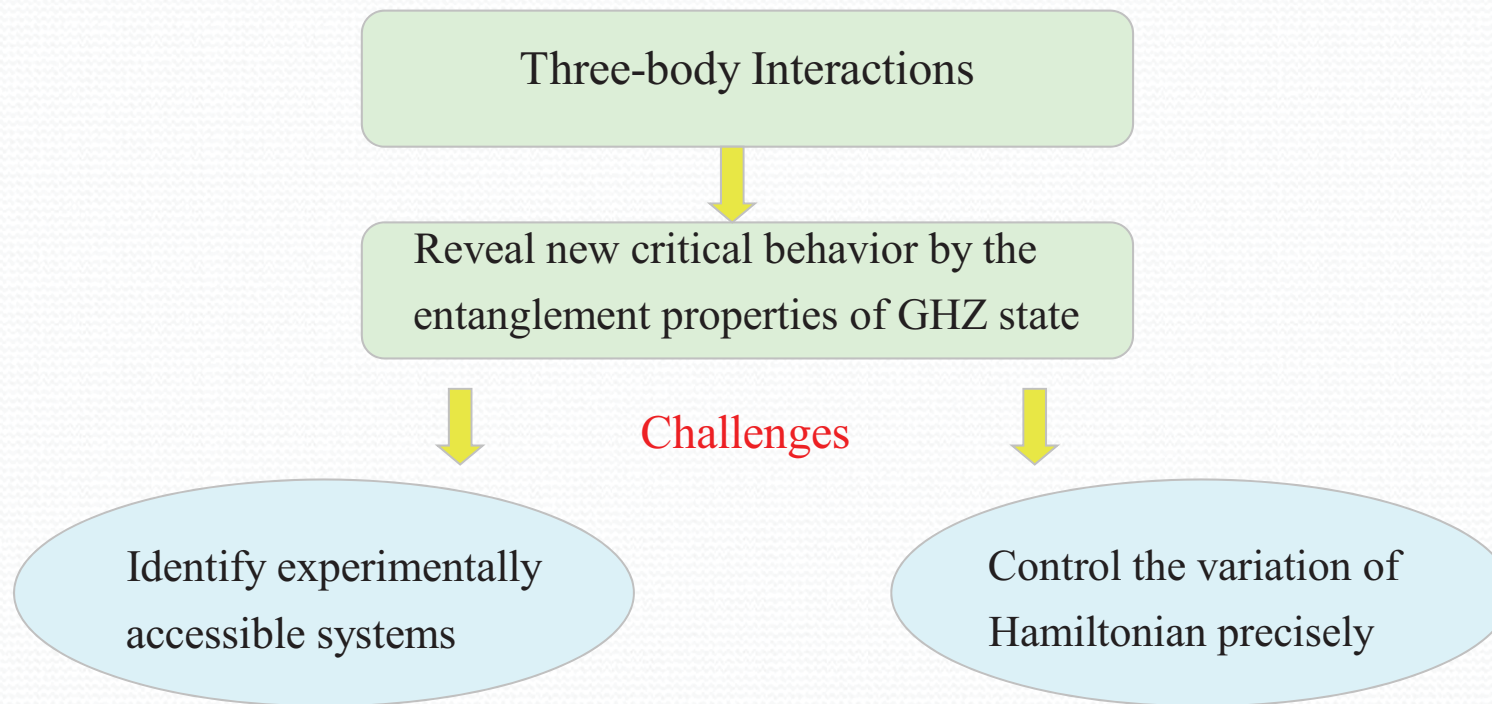 Three-body Interactions
Reveal new critical behavior by the
entanglement properties of GHZ state
Challenges
Identify experimentally
accessible systems
Control the variation of
Hamiltonian precisely